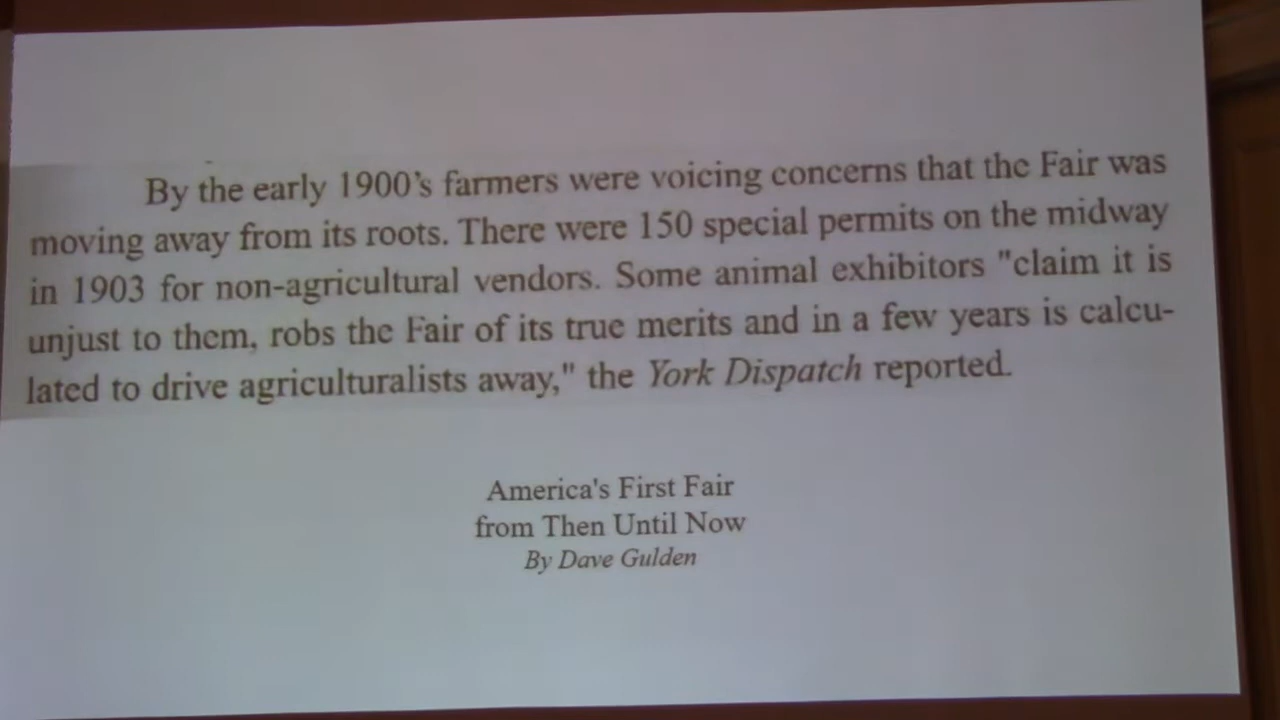 By the early 1900’s farmers were voicing concerns that the Fair was
moving away from its roots. There were 150 special permits on the midway
in 1903 for non-agricultural vendors. Some animal exhibitors "claim it is
unjust to them, robs the Fair of its true merits and in a few years is calcu-
lated to drive agriculturalists away," the York Dispatch reported.
America's First Fair
from Then Until Now
By Dave Gulden